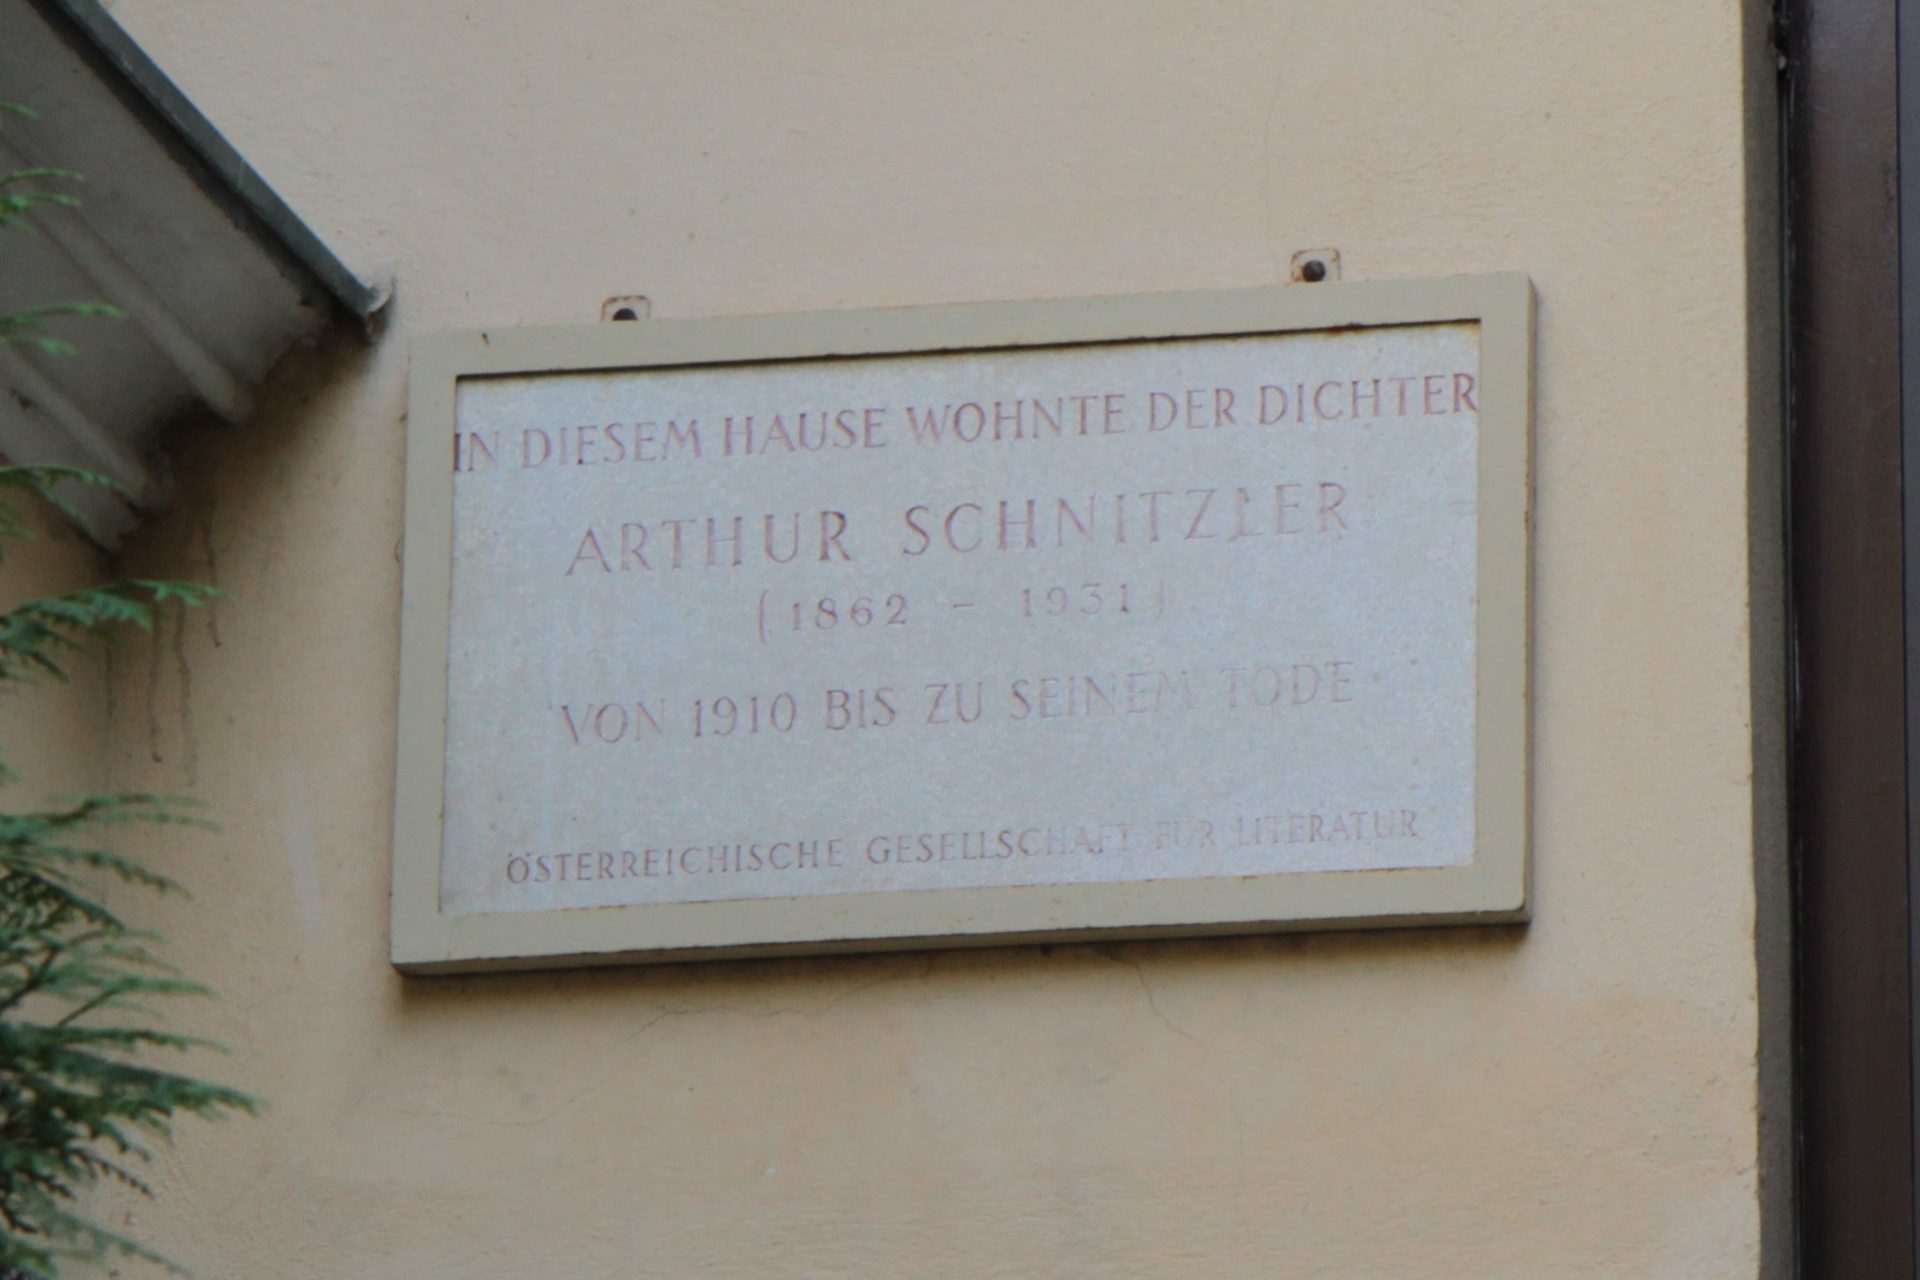 IN DIESEM HAUSE WOHNTE DER DICHTER
ARTHUR SCHNITZLER
(1862 - 1931)
VON 1910 BIS ZU SEINEM TODE
ÖSTERREICHISCHE GESELLSCHAFT FÜR LITERATUR